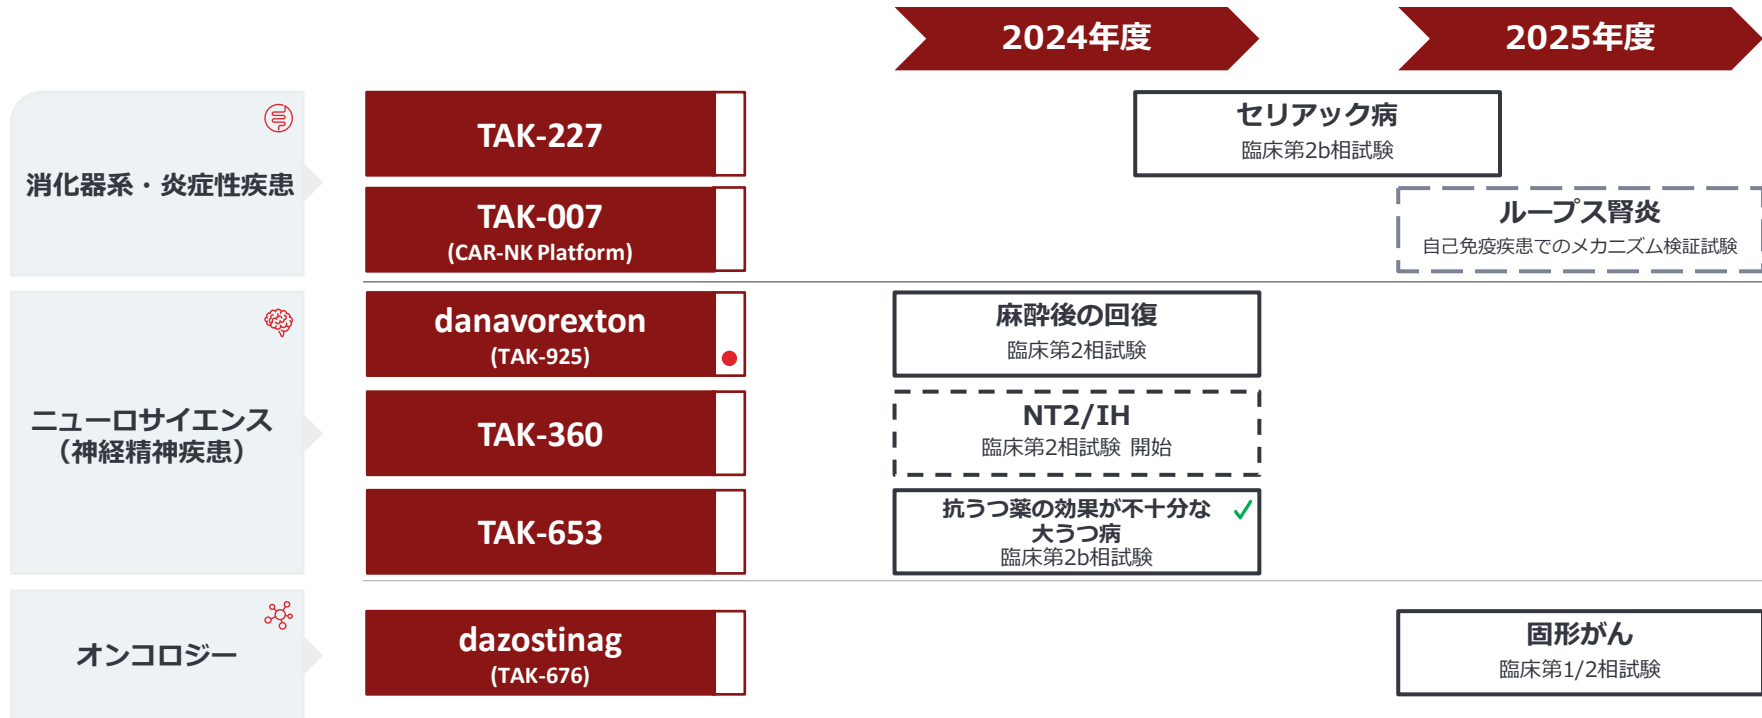 2024年度
2025年度
消化器系・炎症性疾患
TAK-227
セリアック病
臨床第2b相試験
TAK-007
(CAR-NK Platform)
ループス腎炎
自己免疫疾患でのメカニズム検証試験
ニューロサイエンス
（神経精神疾患）
danavorexton
(TAK-925)
麻酔後の回復
臨床第2相試験
TAK-360
NT2/IH
臨床第2相試験 開始
TAK-653
抗うつ薬の効果が不十分な
大うつ病
臨床第2b相試験
オンコロジー
dazostinag
(TAK-676)
固形がん
臨床第1/2相試験